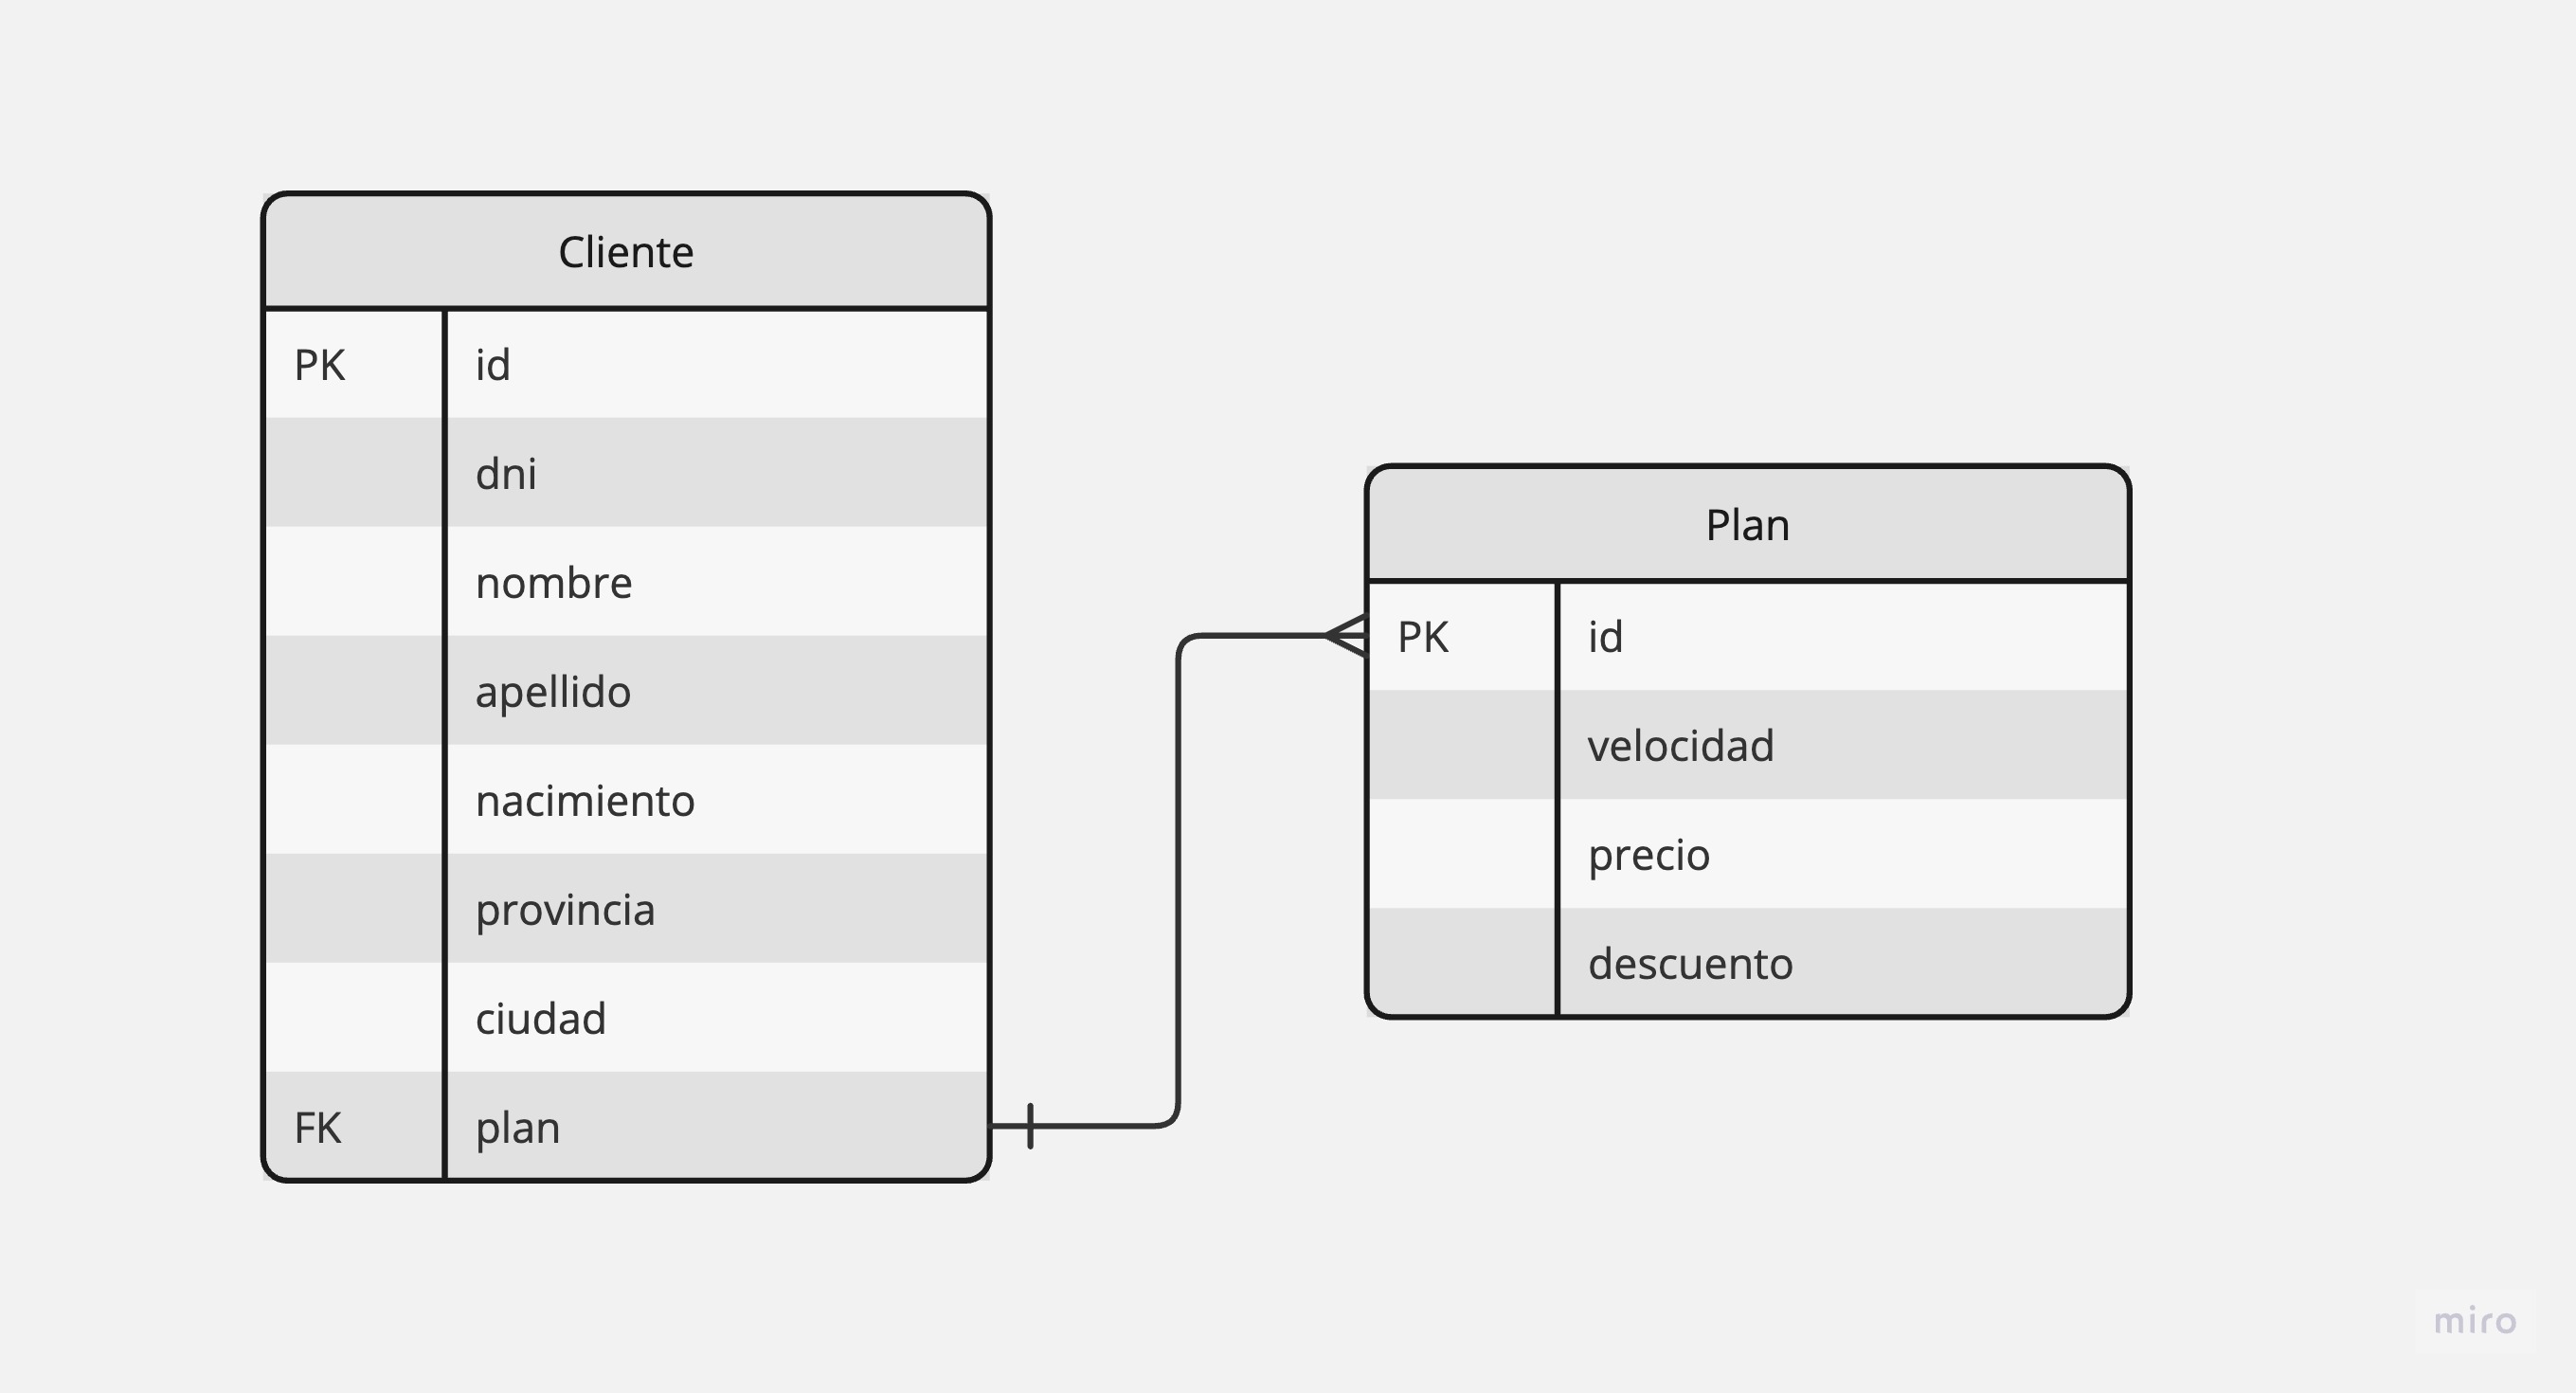 Cliente
PK id
dni
nombre
apellido
nacimiento
provincia
ciudad
FK plan
Plan
PK id
velocidad
precio
descuento
miro